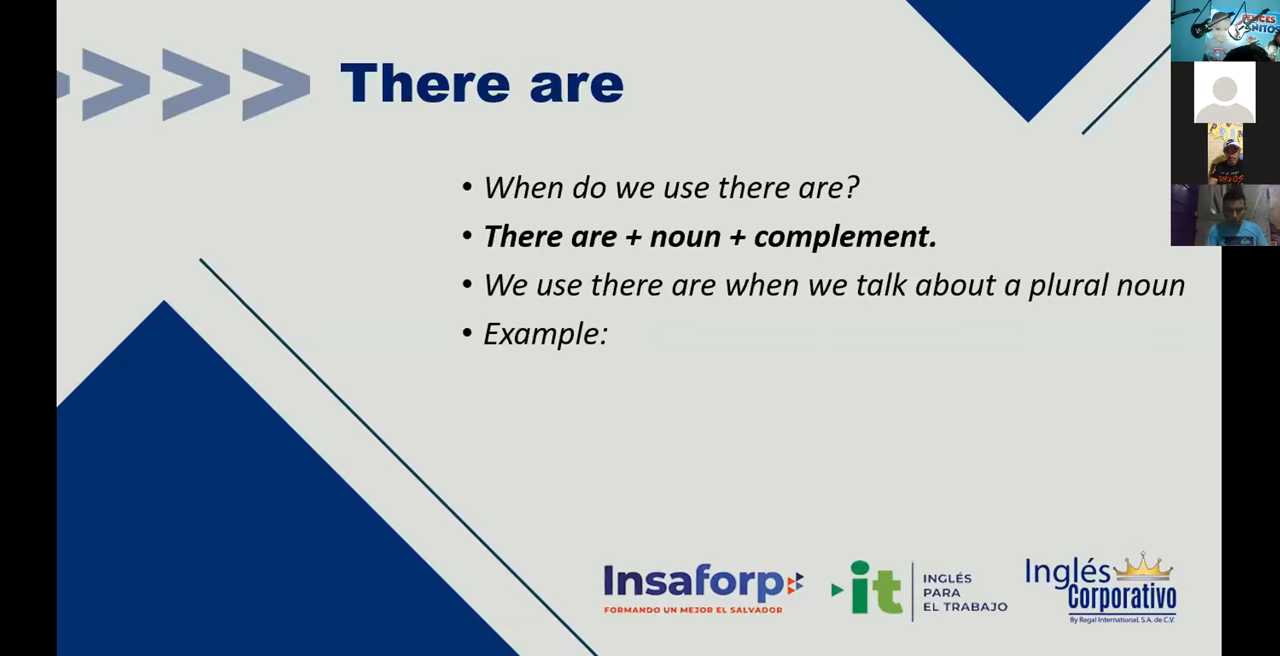 There are
• When do we use there are?
• There are + noun + complement.
• We use there are when we talk about a plural noun
• Example:
Insaforp
FORMANDO UN MEJOR EL SALVADOR
it
INGLÉS
PARA
EL TRABAJO
Inglés
Corporativo
By Regal International, S.A. de C.V.